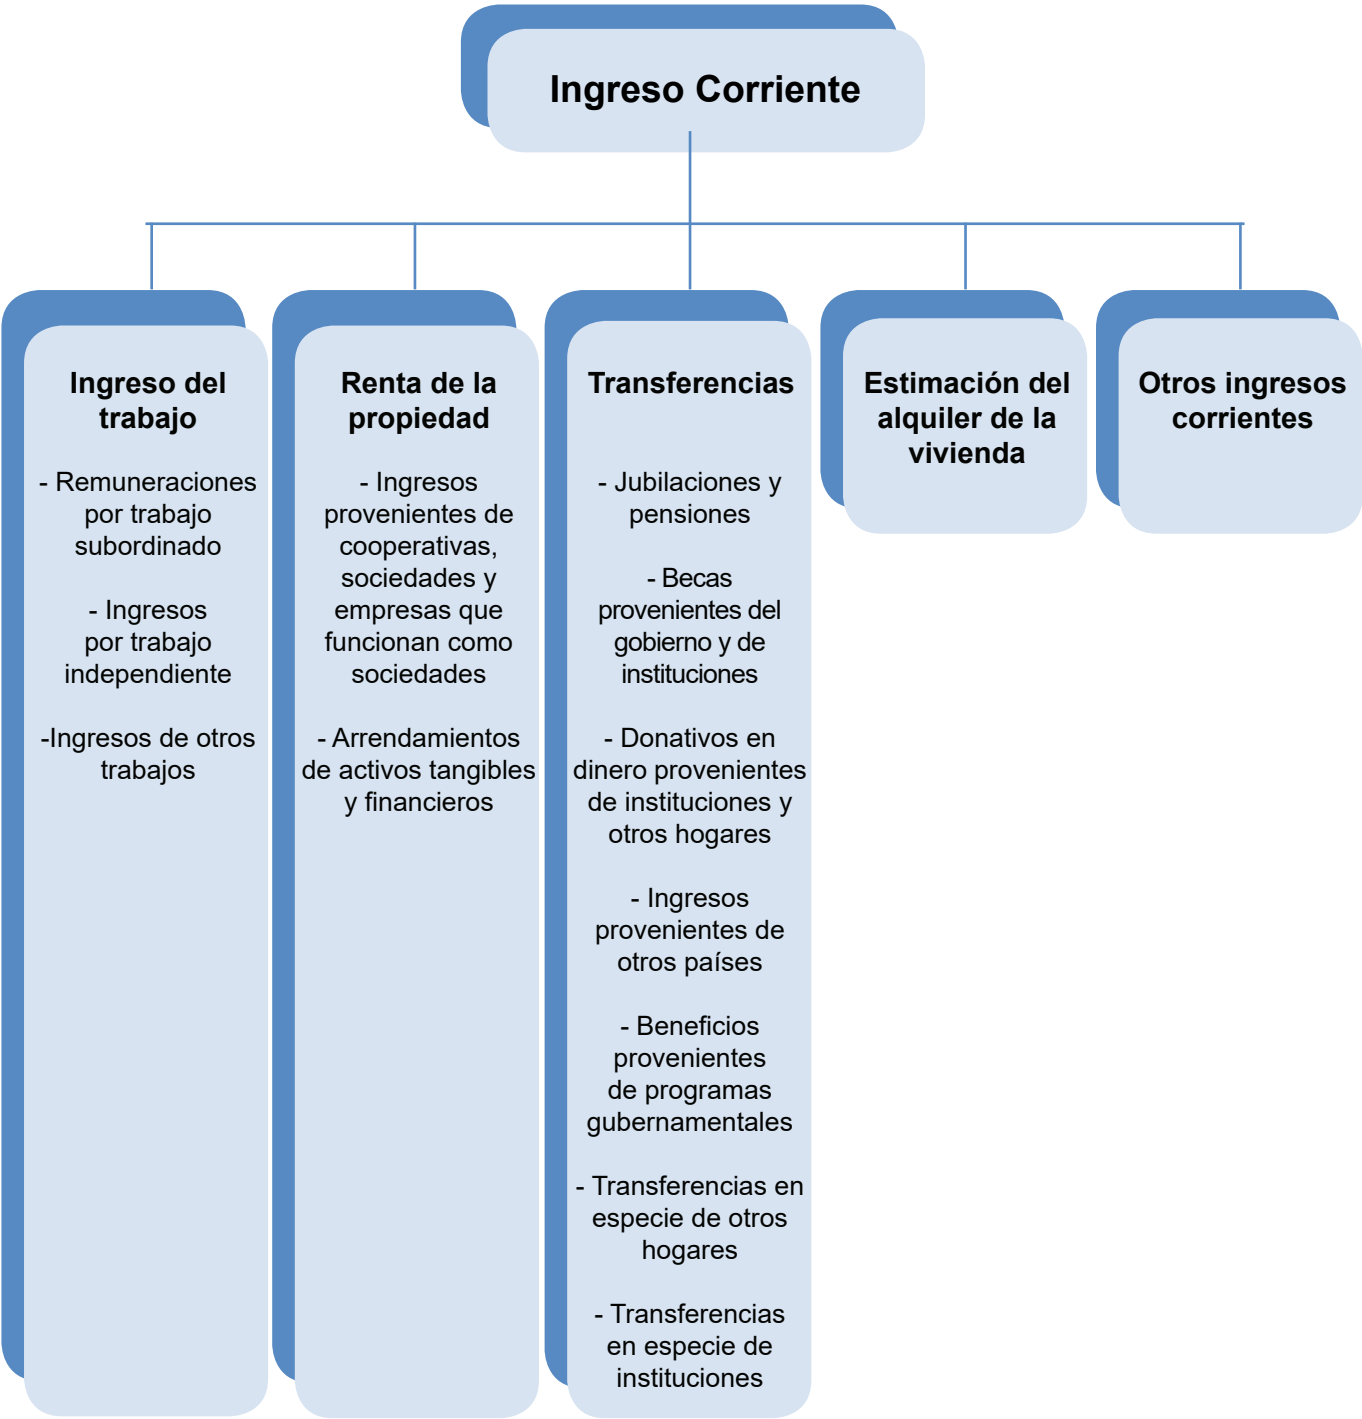 Ingreso Corriente
Ingreso del
trabajo
- Remuneraciones
por trabajo
subordinado
- Ingresos
por trabajo
independiente
-Ingresos de otros
trabajos
Renta de la
propiedad
- Ingresos
provenientes de
cooperativas,
sociedades y
empresas que
funcionan como
sociedades
- Arrendamientos
de activos tangibles
y financieros
Transferencias
- Jubilaciones y
pensiones
- Becas
provenientes del
gobierno y de
instituciones
- Donativos en
dinero provenientes
de instituciones y
otros hogares
- Ingresos
provenientes de
otros países
- Beneficios
provenientes
de programas
gubernamentales
- Transferencias en
especie de otros
hogares
- Transferencias
en especie de
instituciones
Estimación del
alquiler de la
vivienda
Otros ingresos
corrientes